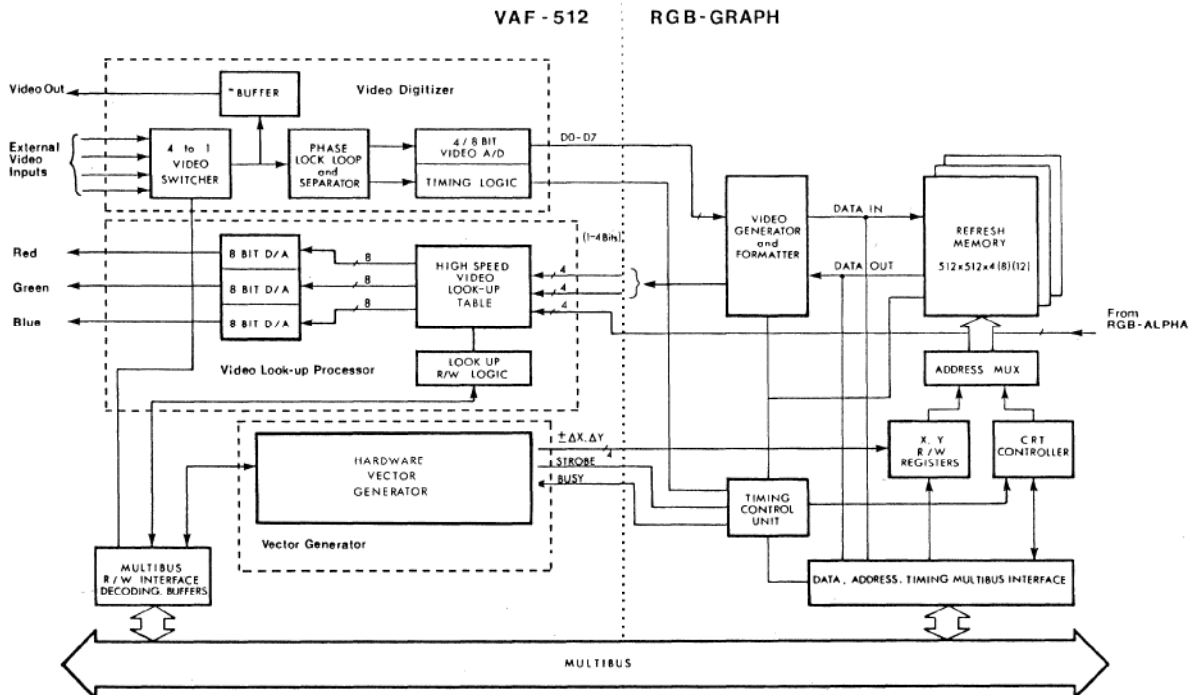 VAF-512
RGB-GRAPH
Video Out
BUFFER
Video Digitizer
External
Video
Inputs
4 to 1
VIDEO
SWITCHER
PHASE
LOCK LOOP
and
SEPARATOR
4/8 BIT
VIDEO A/D
TIMING LOGIC
D0-D7
VIDEO
GENERATOR
and
FORMATTER
DATA IN
DATA OUT
REFRESH
MEMORY
512x512x4(8)(12)
Red
Green
Blue
8 BIT D/A
8 BIT D/A
8 BIT D/A
8
8
8
HIGH SPEED
VIDEO
LOOK-UP
TABLE
(1-4Bits)
4
4
4
From
RGB-ALPHA
Video Look-up Processor
LOOK UP
R/W LOGIC
ADDRESS MUX
HARDWARE
VECTOR
GENERATOR
±ΔX,ΔY
4
STROBE
BUSY
X, Y
R/W
REGISTERS
CRT
CONTROLLER
TIMING
CONTROL
UNIT
Vector Generator
MULTIBUS
R/W INTERFACE
DECODING. BUFFERS
DATA, ADDRESS. TIMING MULTIBUS INTERFACE
MULTIBUS